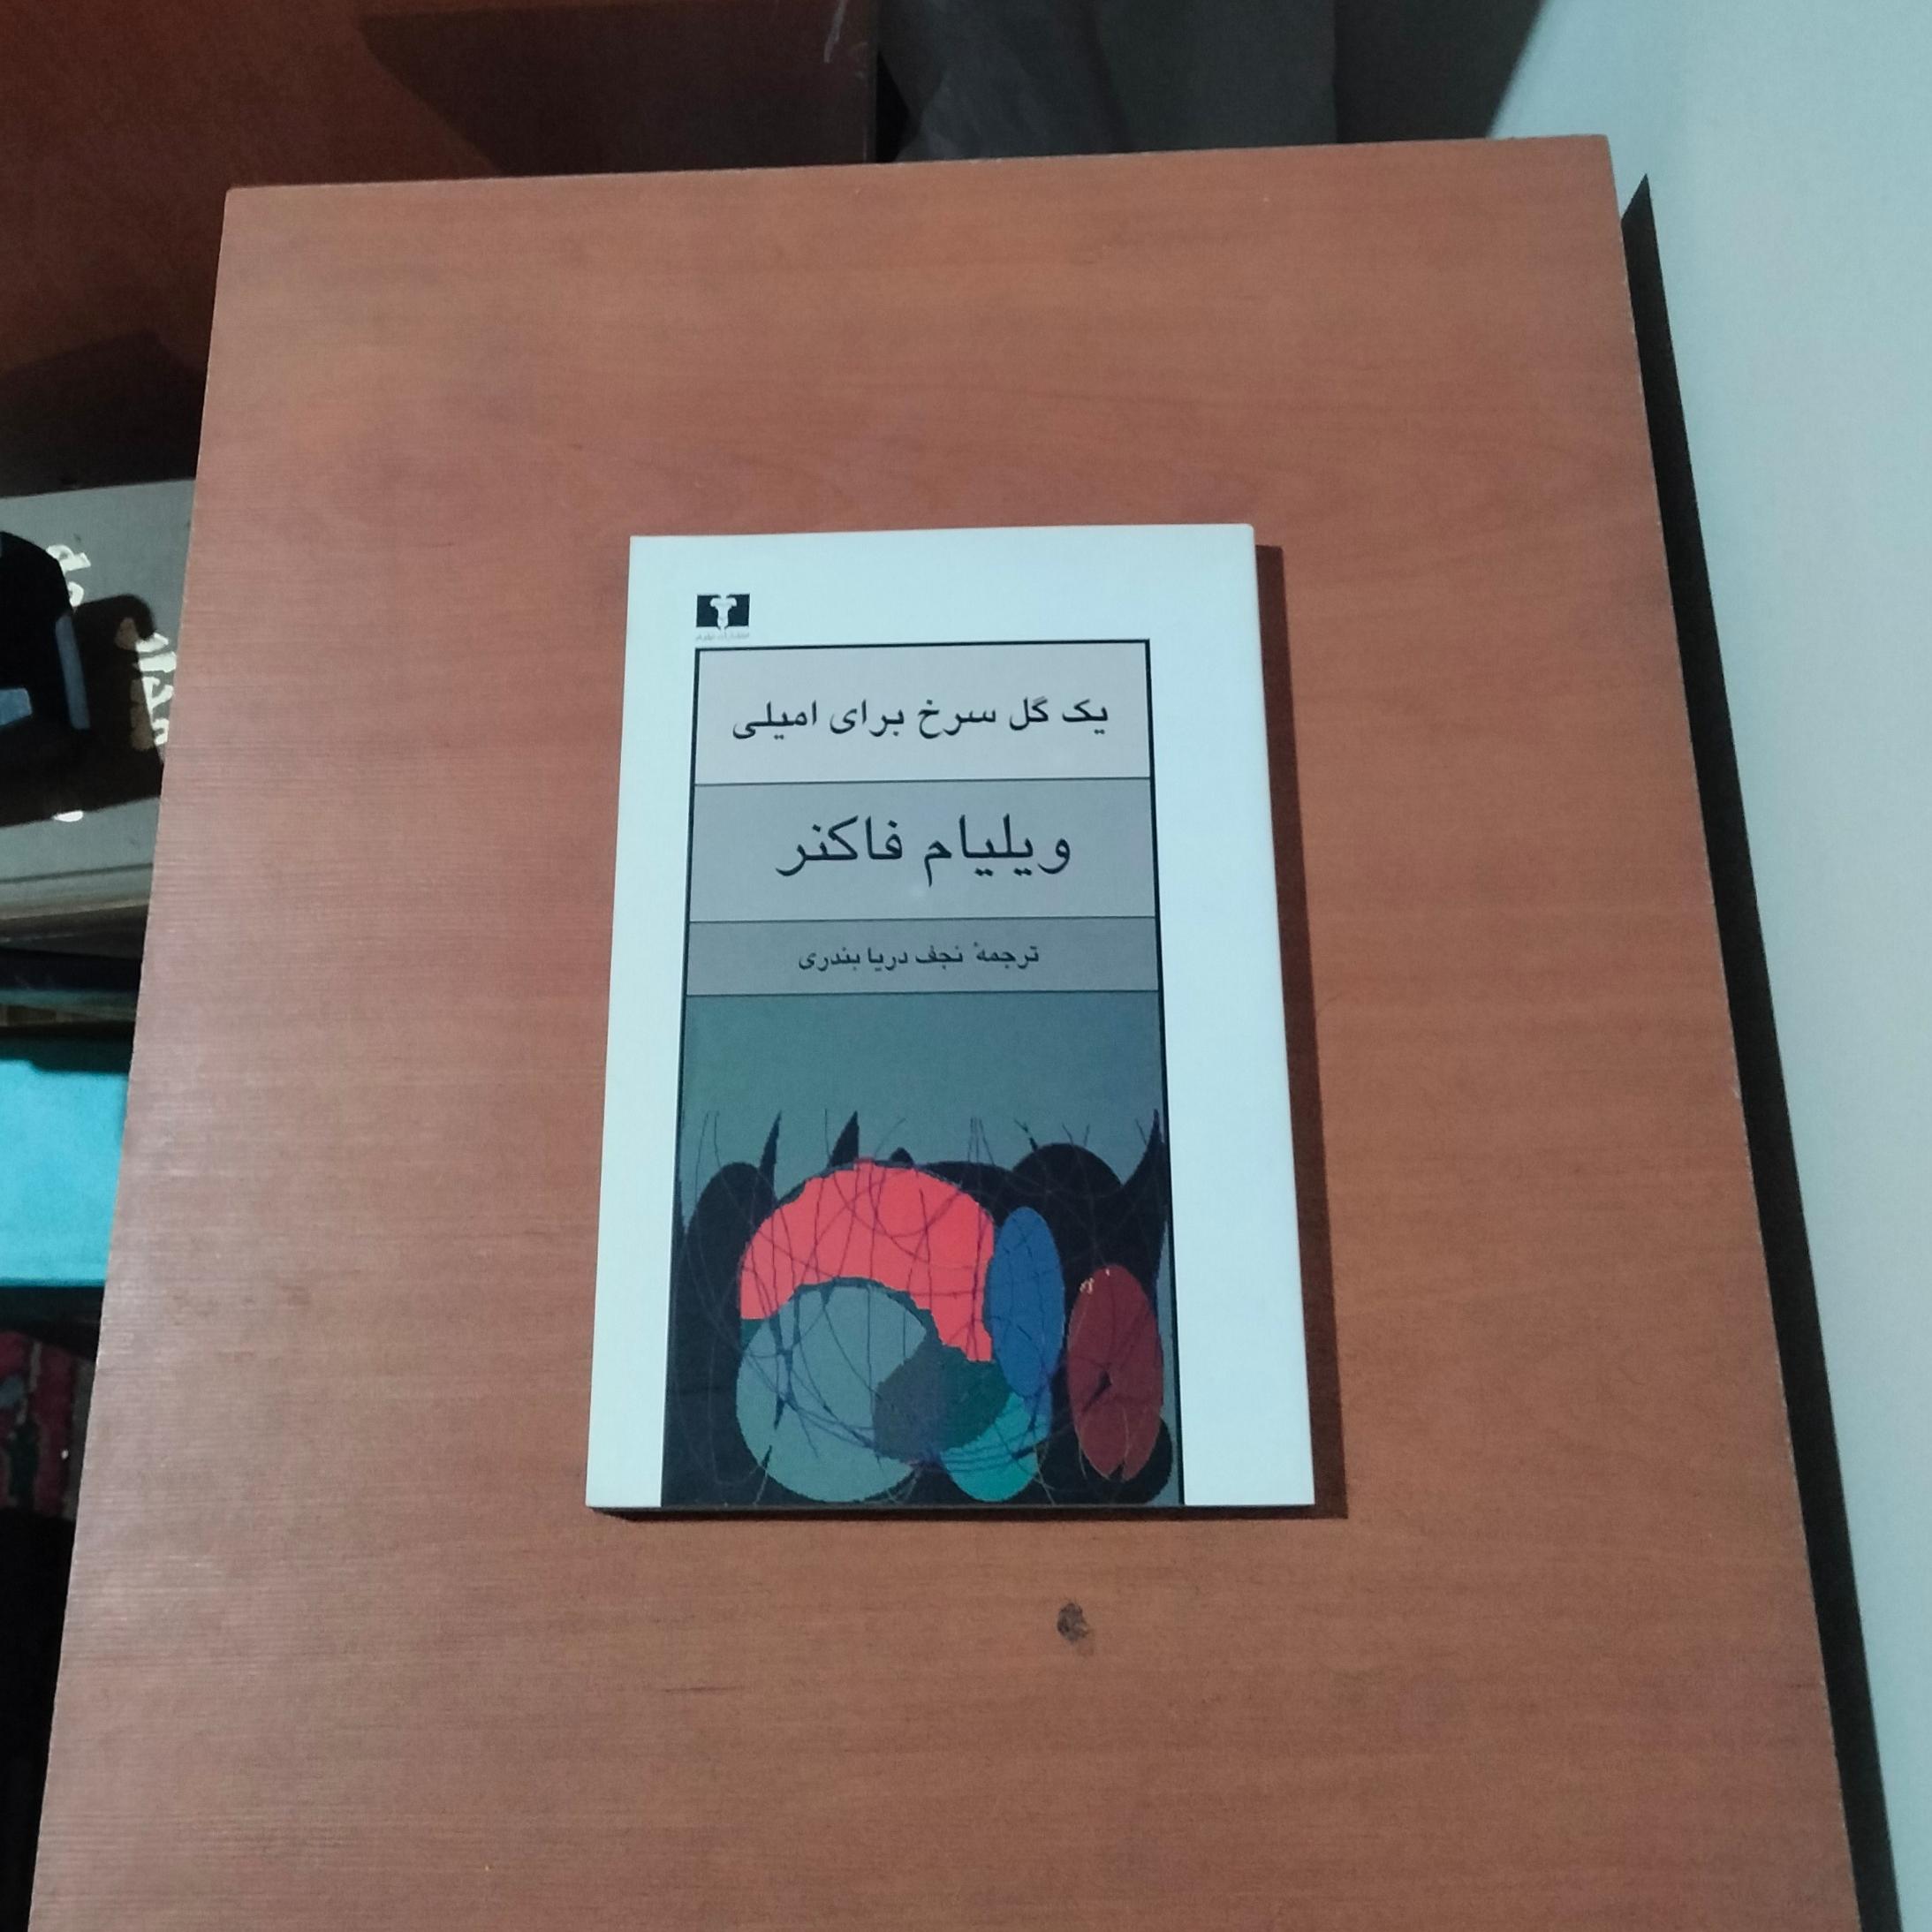 یک گل سرخ برای امیلی
ویلیام فاکنر
ترجمهٔ نجف دریا بندری